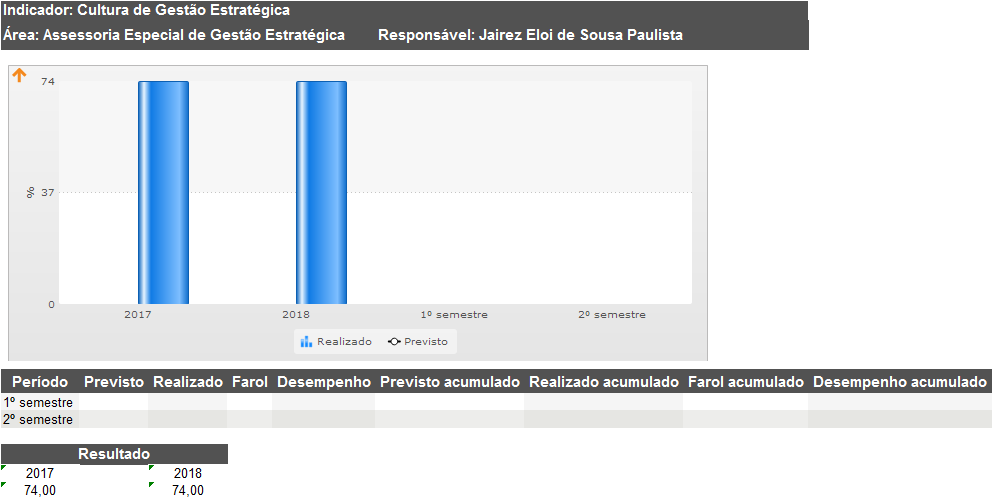 Indicador: Cultura de Gestão Estratégica
Área: Assessoria Especial de Gestão Estratégica Responsável: Jairez Eloi de Sousa Paulista
74
% 37
0
2017 2018 1º semestre 2º semestre
Realizado Previsto
Período Previsto Realizado Farol Desempenho Previsto acumulado Realizado acumulado Farol acumulado Desempenho acumulado
1º semestre
2º semestre
Resultado
2017 2018
74,00 74,00